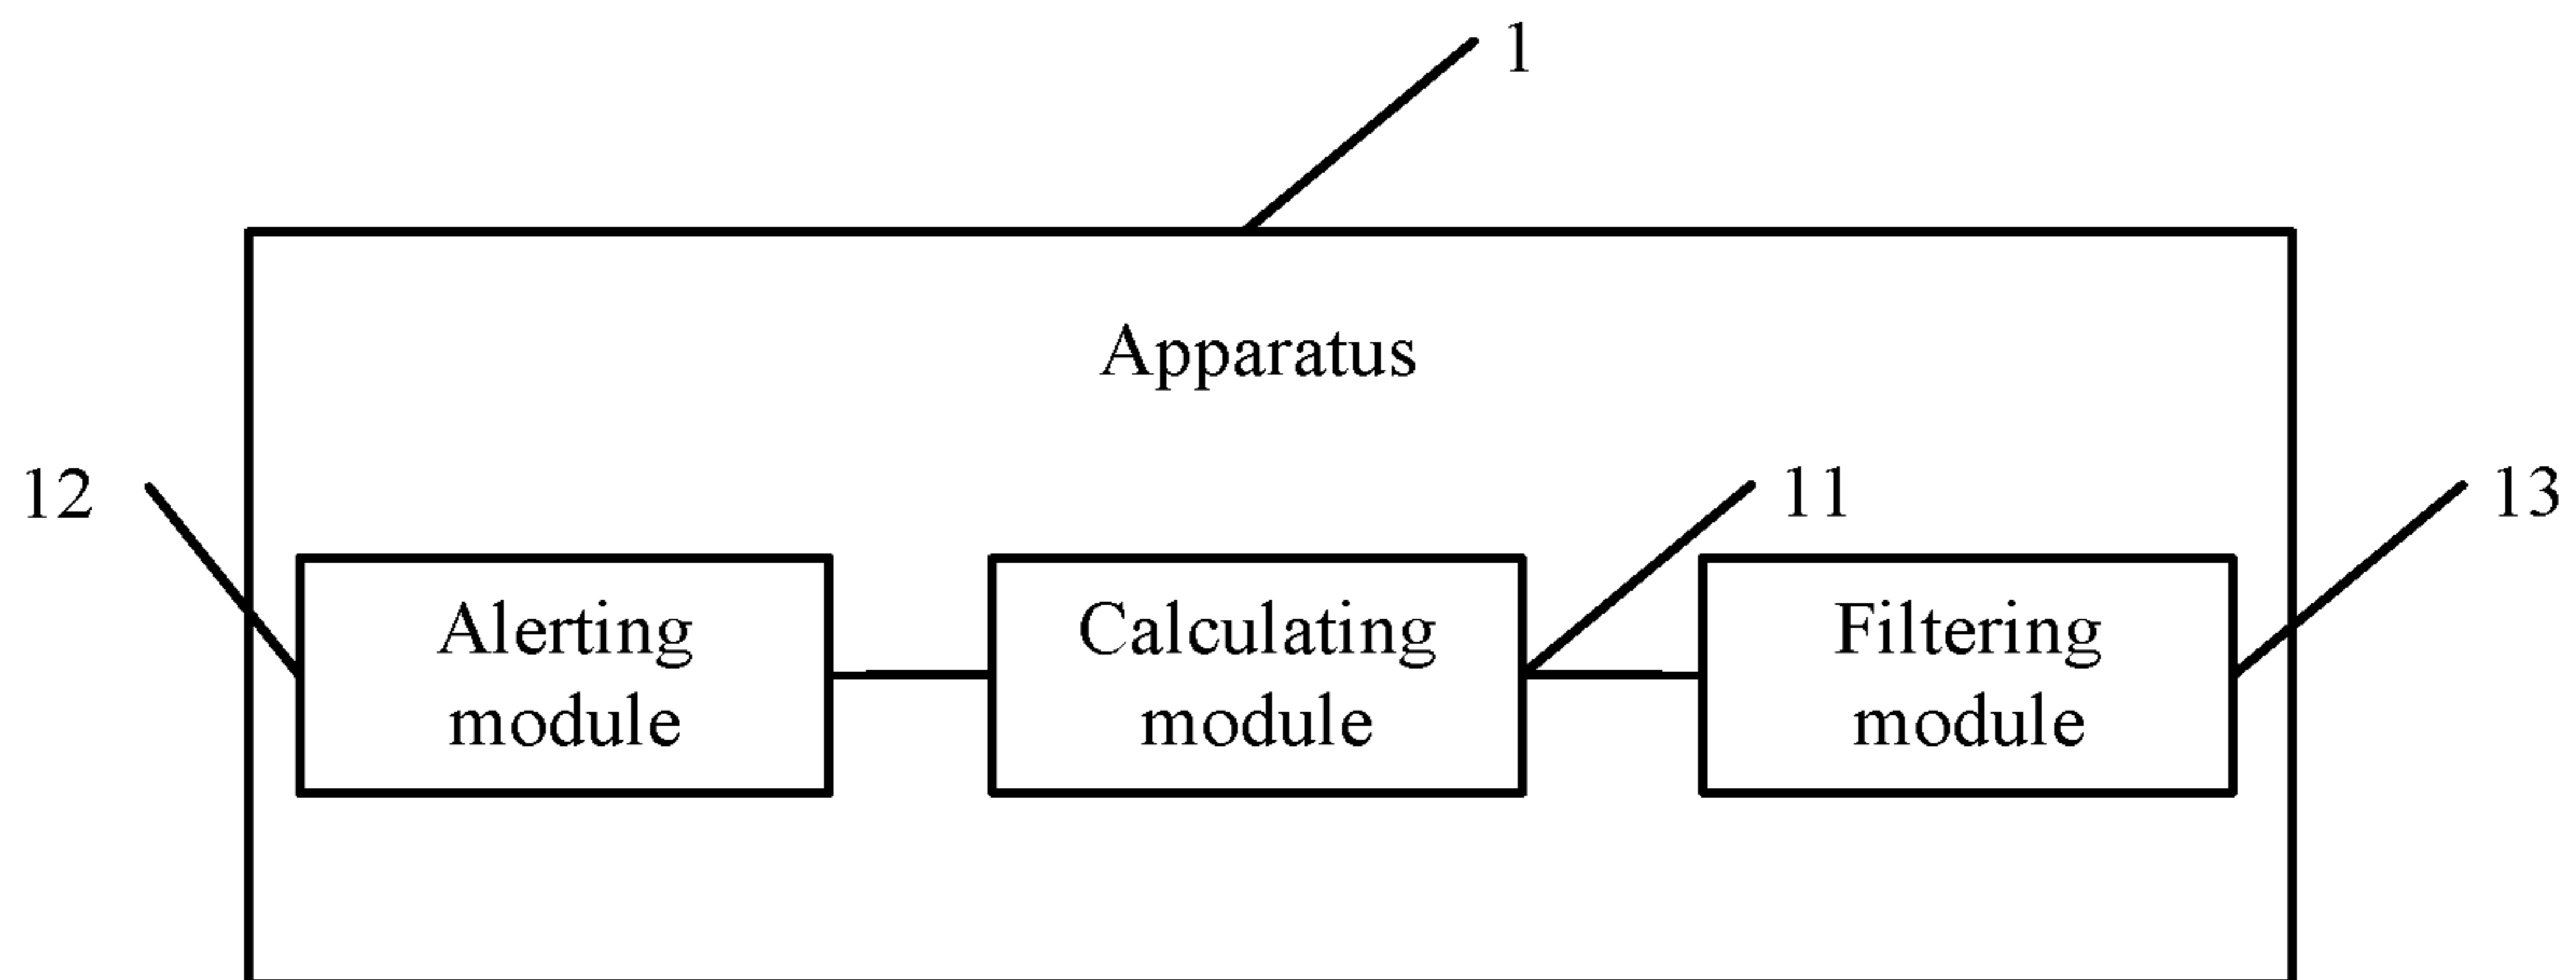 1
Apparatus
12
11
13
Alerting
module
Calculating
module
Filtering
module